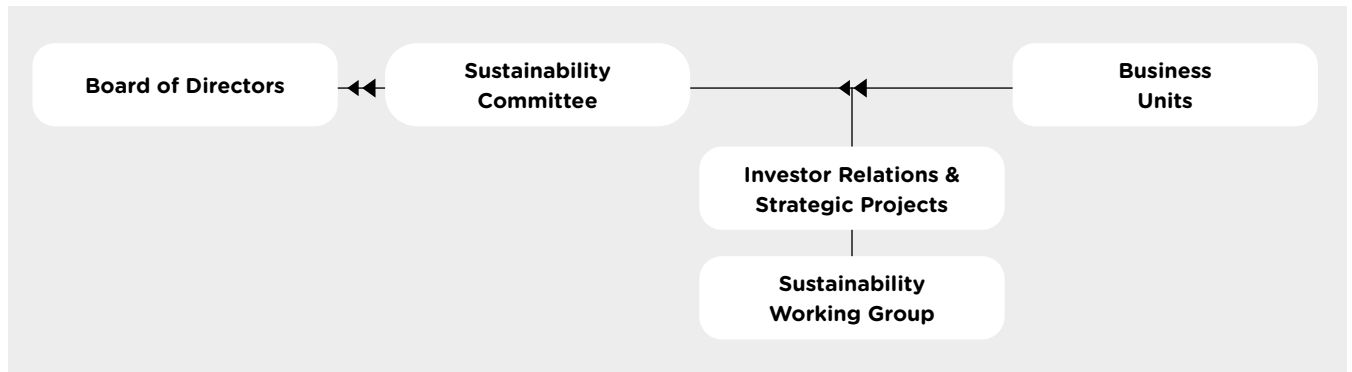 Board of Directors
Sustainability
Committee
Business
Units
Investor Relations &
Strategic Projects
Sustainability
Working Group